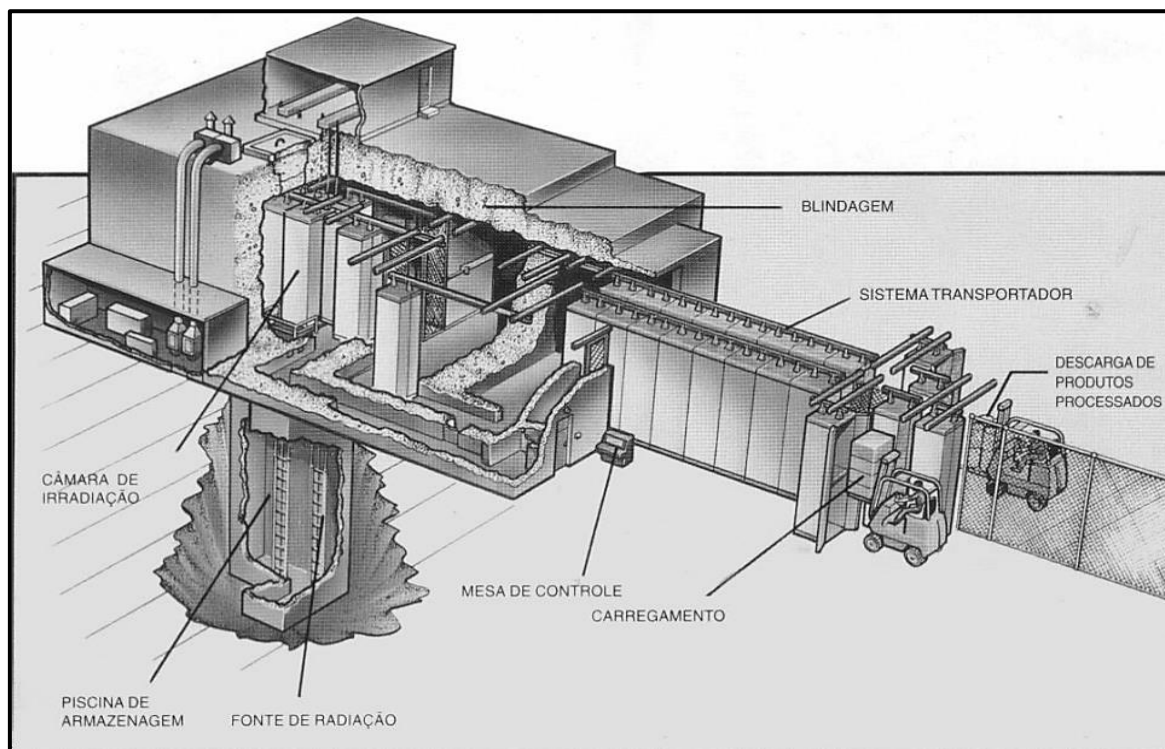 BLINDAGEM
SISTEMA TRANSPORTADOR
DESCARGA DE
PRODUTOS
PROCESSADOS
CÂMARA DE
IRRADIAÇÃO
MESA DE CONTROLE
CARREGAMENTO
PISCINA DE
ARMAZENAGEM
FONTE DE RADIAÇÃO